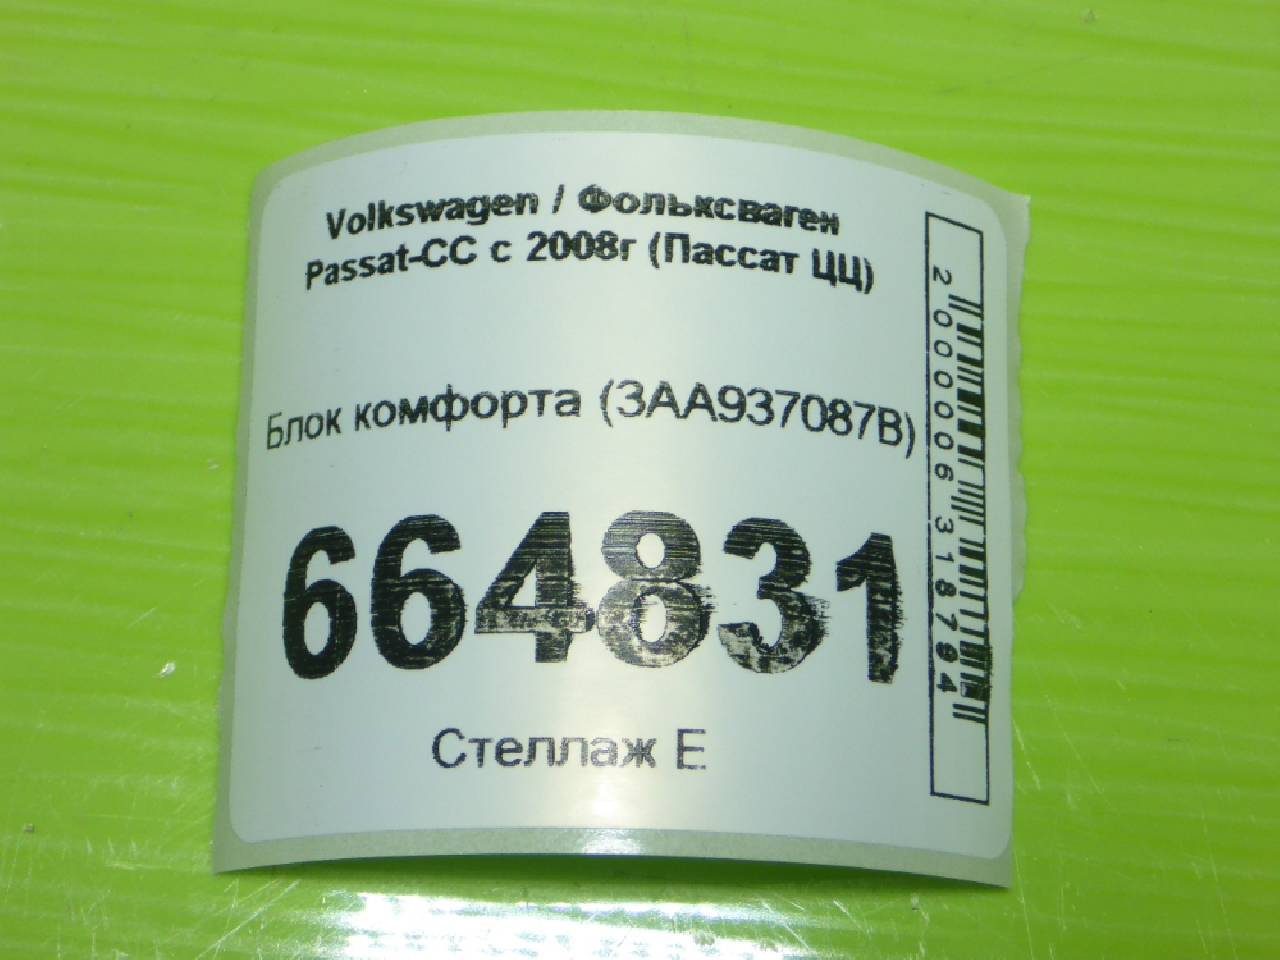 Volkswagen / Фольксваген
Passat-CC с 2008г (Пассат ЦЦ)
Блок комфорта (3AA937087B)
664831
Стеллаж Е
2000006318794